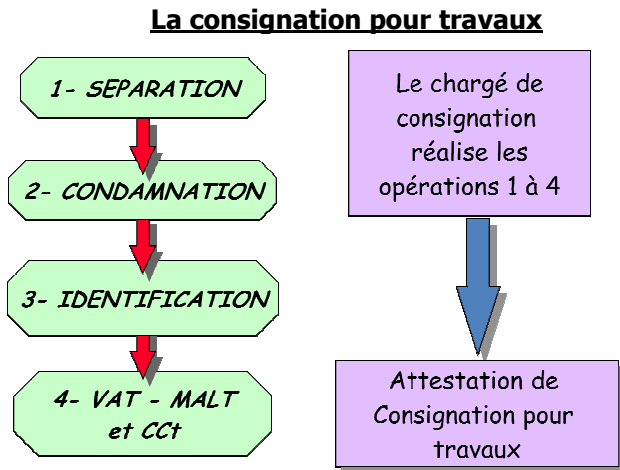 La consignation pour travaux
1- SEPARATION
2- CONDAMNATION
3- IDENTIFICATION
4- VAT - MALT
et CCt
Le chargé de
consignation
réalise les
opérations 1 à 4
Attestation de
Consignation pour
travaux